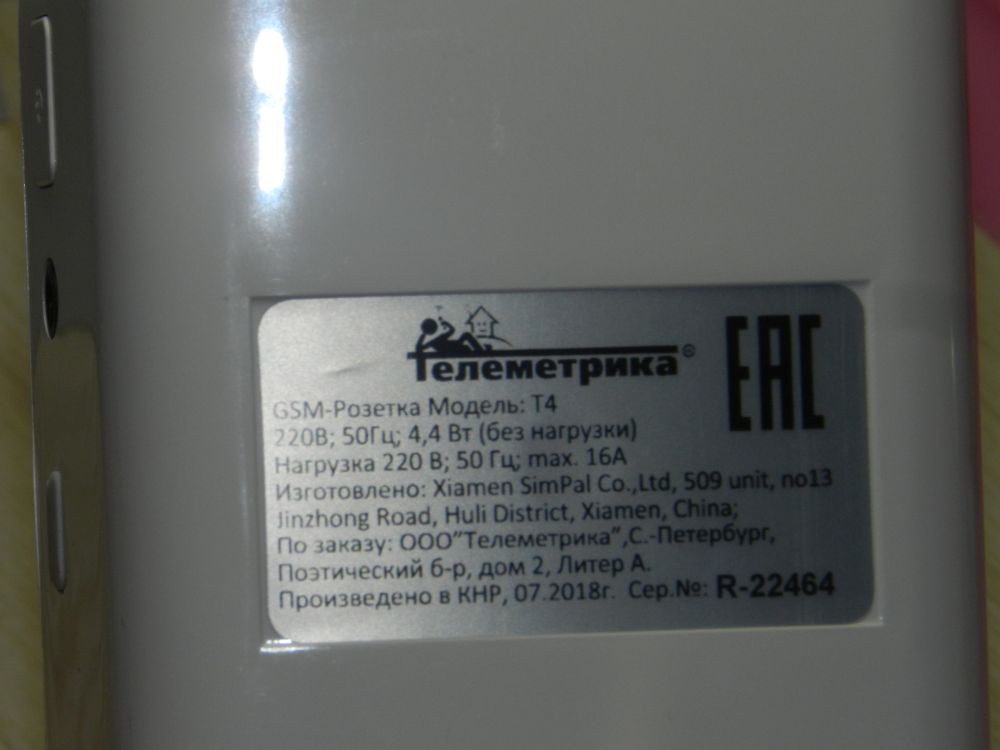 Телеметрика®
EAC
GSM-Розетка Модель: T4
220В; 50Гц; 4,4 Вт (без нагрузки)
Нагрузка 220 В; 50 Гц; max. 16А
Изготовлено: Xiamen SimPal Co.,Ltd, 509 unit, no13
Jinzhong Road, Huli District, Xiamen, China;
По заказу: ООО"Телеметрика",С.-Петербург,
Поэтический б-р, дом 2, Литер А.
Произведено в КНР, 07.2018г. Сер.№: R-22464